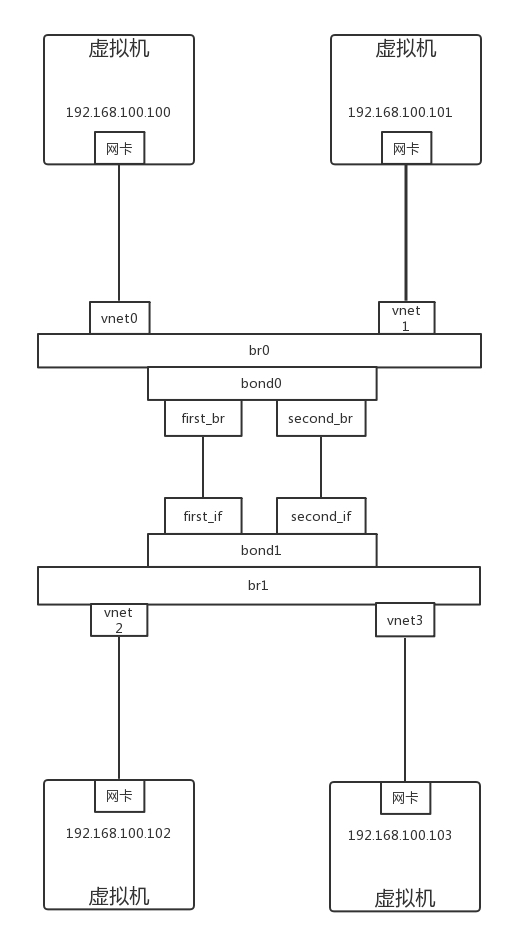 虚拟机
虚拟机
192.168.100.100
192.168.100.101
网卡
网卡
vnet0
vnet
1
br0
bond0
first_br
second_br
first_if
second_if
bond1
br1
vnet
2
vnet3
网卡
网卡
192.168.100.102
192.168.100.103
虚拟机
虚拟机